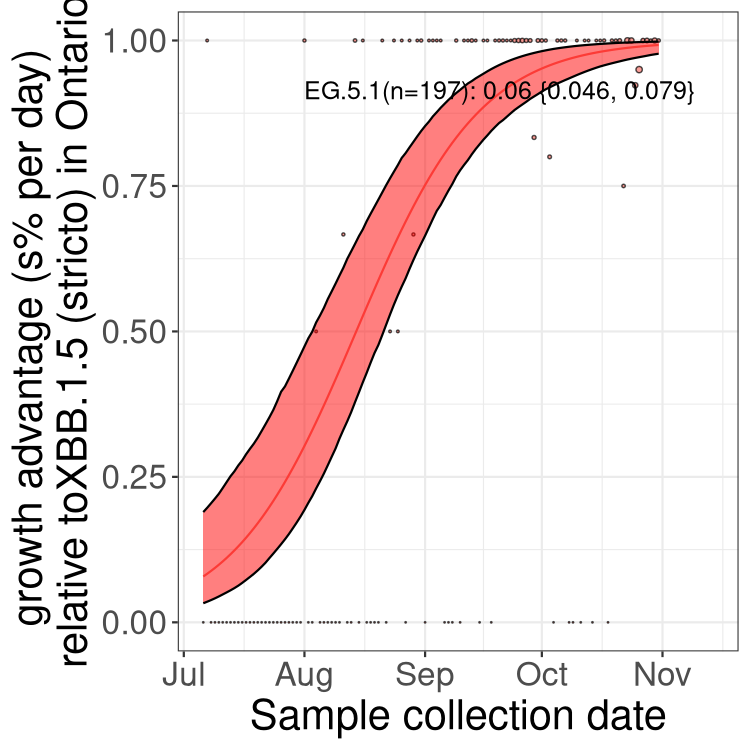 growth advantage (s% per day)
relative toXBB.1.5 (stricto) in Ontario
1.00
0.75
0.50
0.25
0.00
EG.5.1(n=197): 0.06 {0.046, 0.079}
Jul Aug Sep Oct Nov
Sample collection date